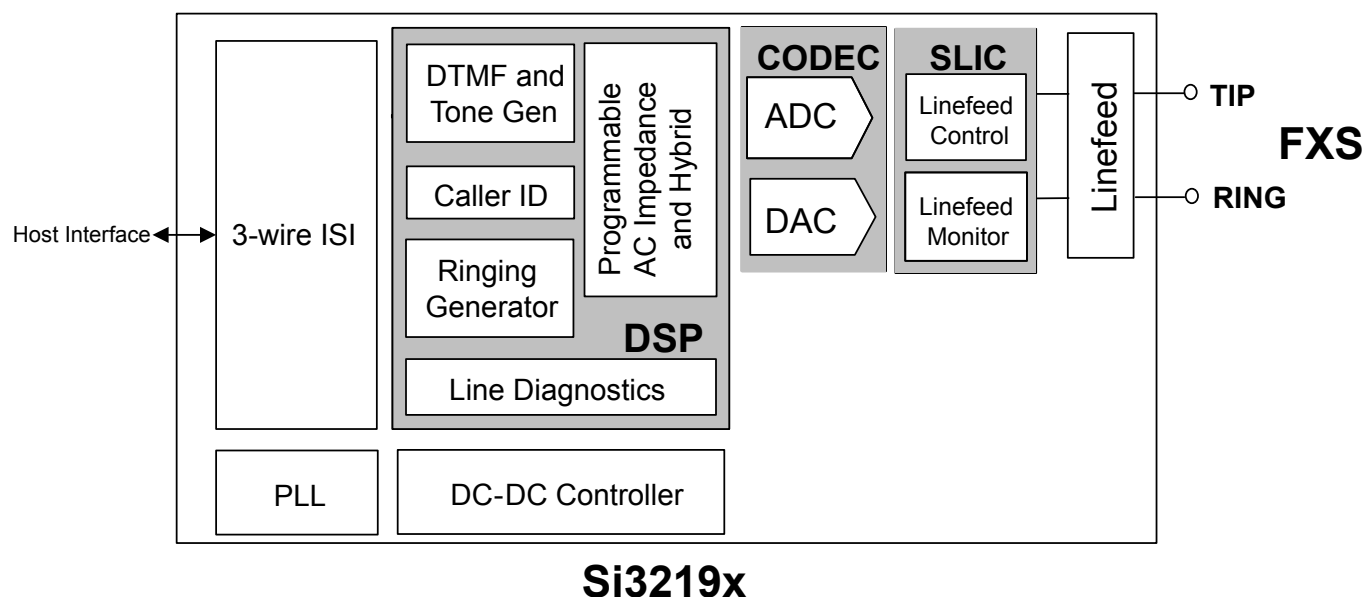 Host Interface
3-wire ISI
DTMF and
Tone Gen
Caller ID
Ringing
Generator
Programmable
AC Impedance
and Hybrid
DSP
Line Diagnostics
CODEC
ADC
DAC
SLIC
Linefeed
Control
Linefeed
Monitor
Linefeed
TIP
FXS
RING
PLL
DC-DC Controller
Si3219x